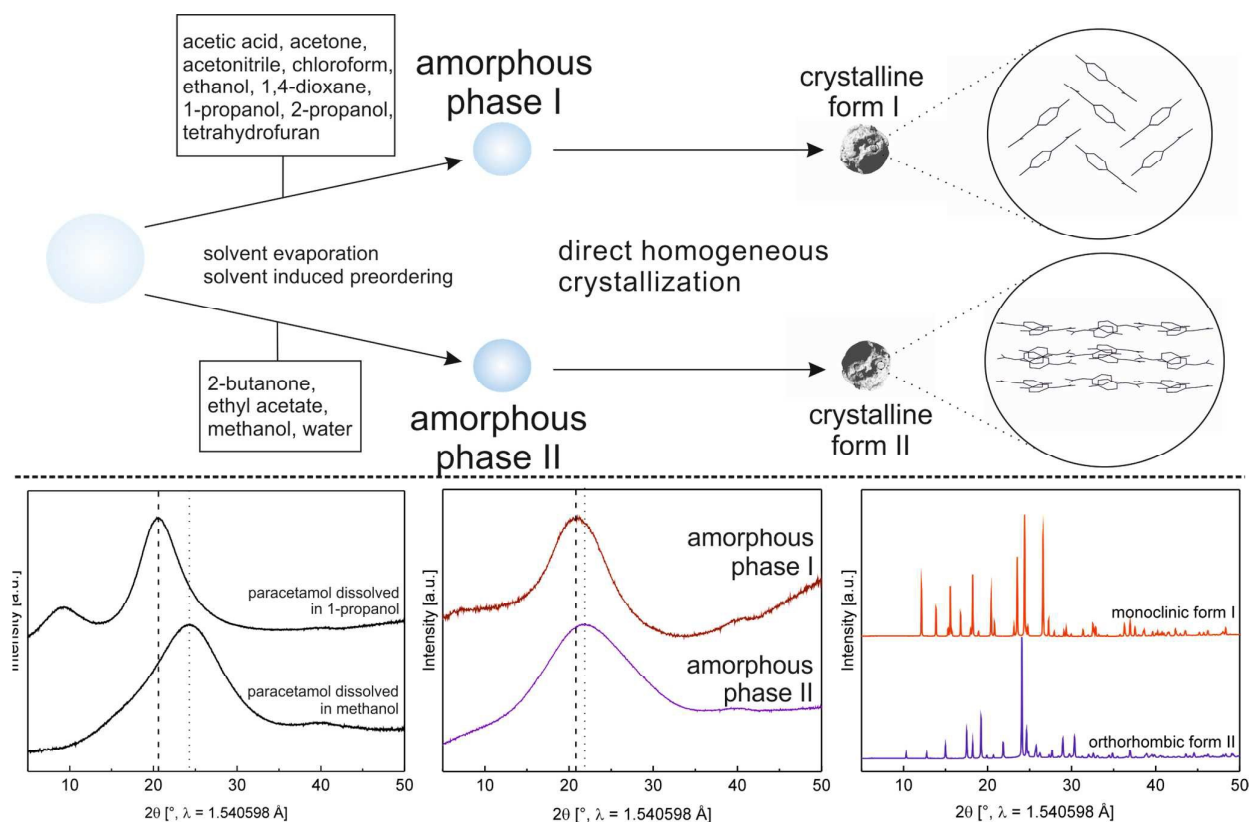 acetic acid, acetone,
acetonitrile, chloroform,
ethanol, 1,4-dioxane,
1-propanol, 2-propanol,
tetrahydrofuran
amorphous
phase I
crystalline
form I
solvent evaporation
solvent induced preordering
direct homogeneous
crystallization
2-butanone,
ethyl acetate,
methanol, water
amorphous
phase II
crystalline
form II
Intensity [a.u.]
paracetamol dissolved
in 1-propanol
paracetamol dissolved
in methanol
10 20 30 40 50
2θ [°, λ = 1.540598 Å]
Intensity [a.u.]
amorphous
phase I
amorphous
phase II
10 20 30 40 50
2θ [°, λ = 1.540598 Å]
Intensity [a.u.]
monoclinic form I
orthorhombic form II
10 20 30 40 50
2θ [°, λ = 1.540598 Å]